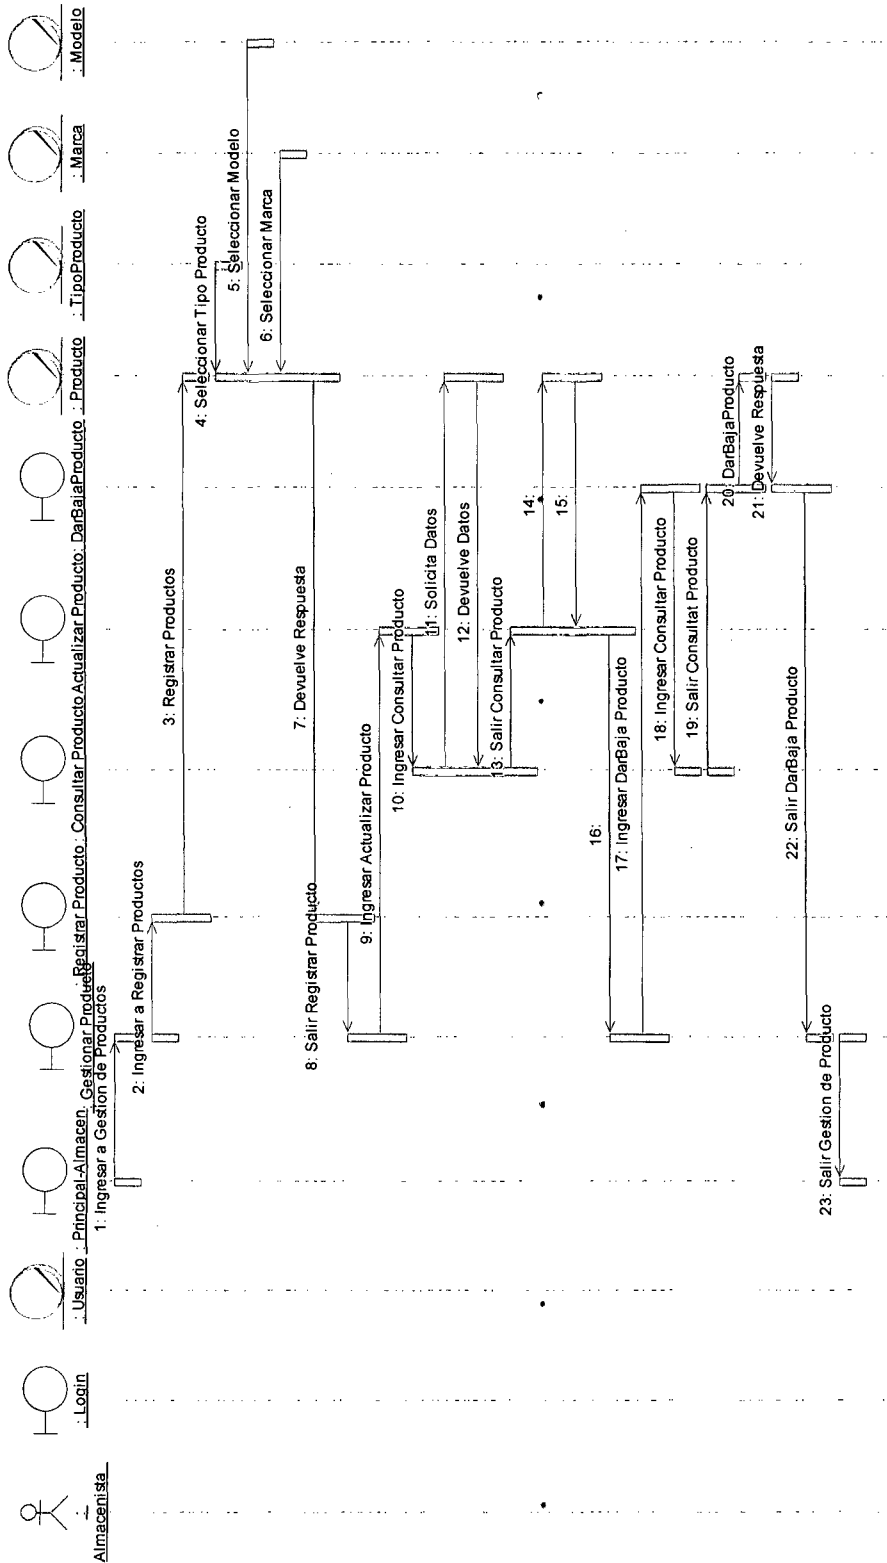 :
Almacenista
: Login
: Usuario
: Principal-Almacen
: Gestionar Producto
: Registrar Producto
: Consultar Producto
Actualizar Producto
: DarBajaProducto
: Producto
: TipoProducto
: Marca
: Modelo
1: Ingresar a Gestion de Productos
2: Ingresar a Registrar Productos
3: Registrar Productos
4: Seleccionar Tipo Producto
5: Seleccionar Modelo
6: Seleccionar Marca
7: Devuelve Respuesta
8: Salir Registrar Producto
9: Ingresar Actualizar Producto
10: Ingresar Consultar Producto
11: Solicita Datos
12: Devuelve Datos
13: Salir Consultar Producto
14:
15:
16:
17: Ingresar DarBaja Producto
18: Ingresar Consultar Producto
19: Salir Consultat Producto
20: DarBajaProducto
21: Devuelve Respuesta
22: Salir DarBaja Producto
23: Salir Gestion de Producto